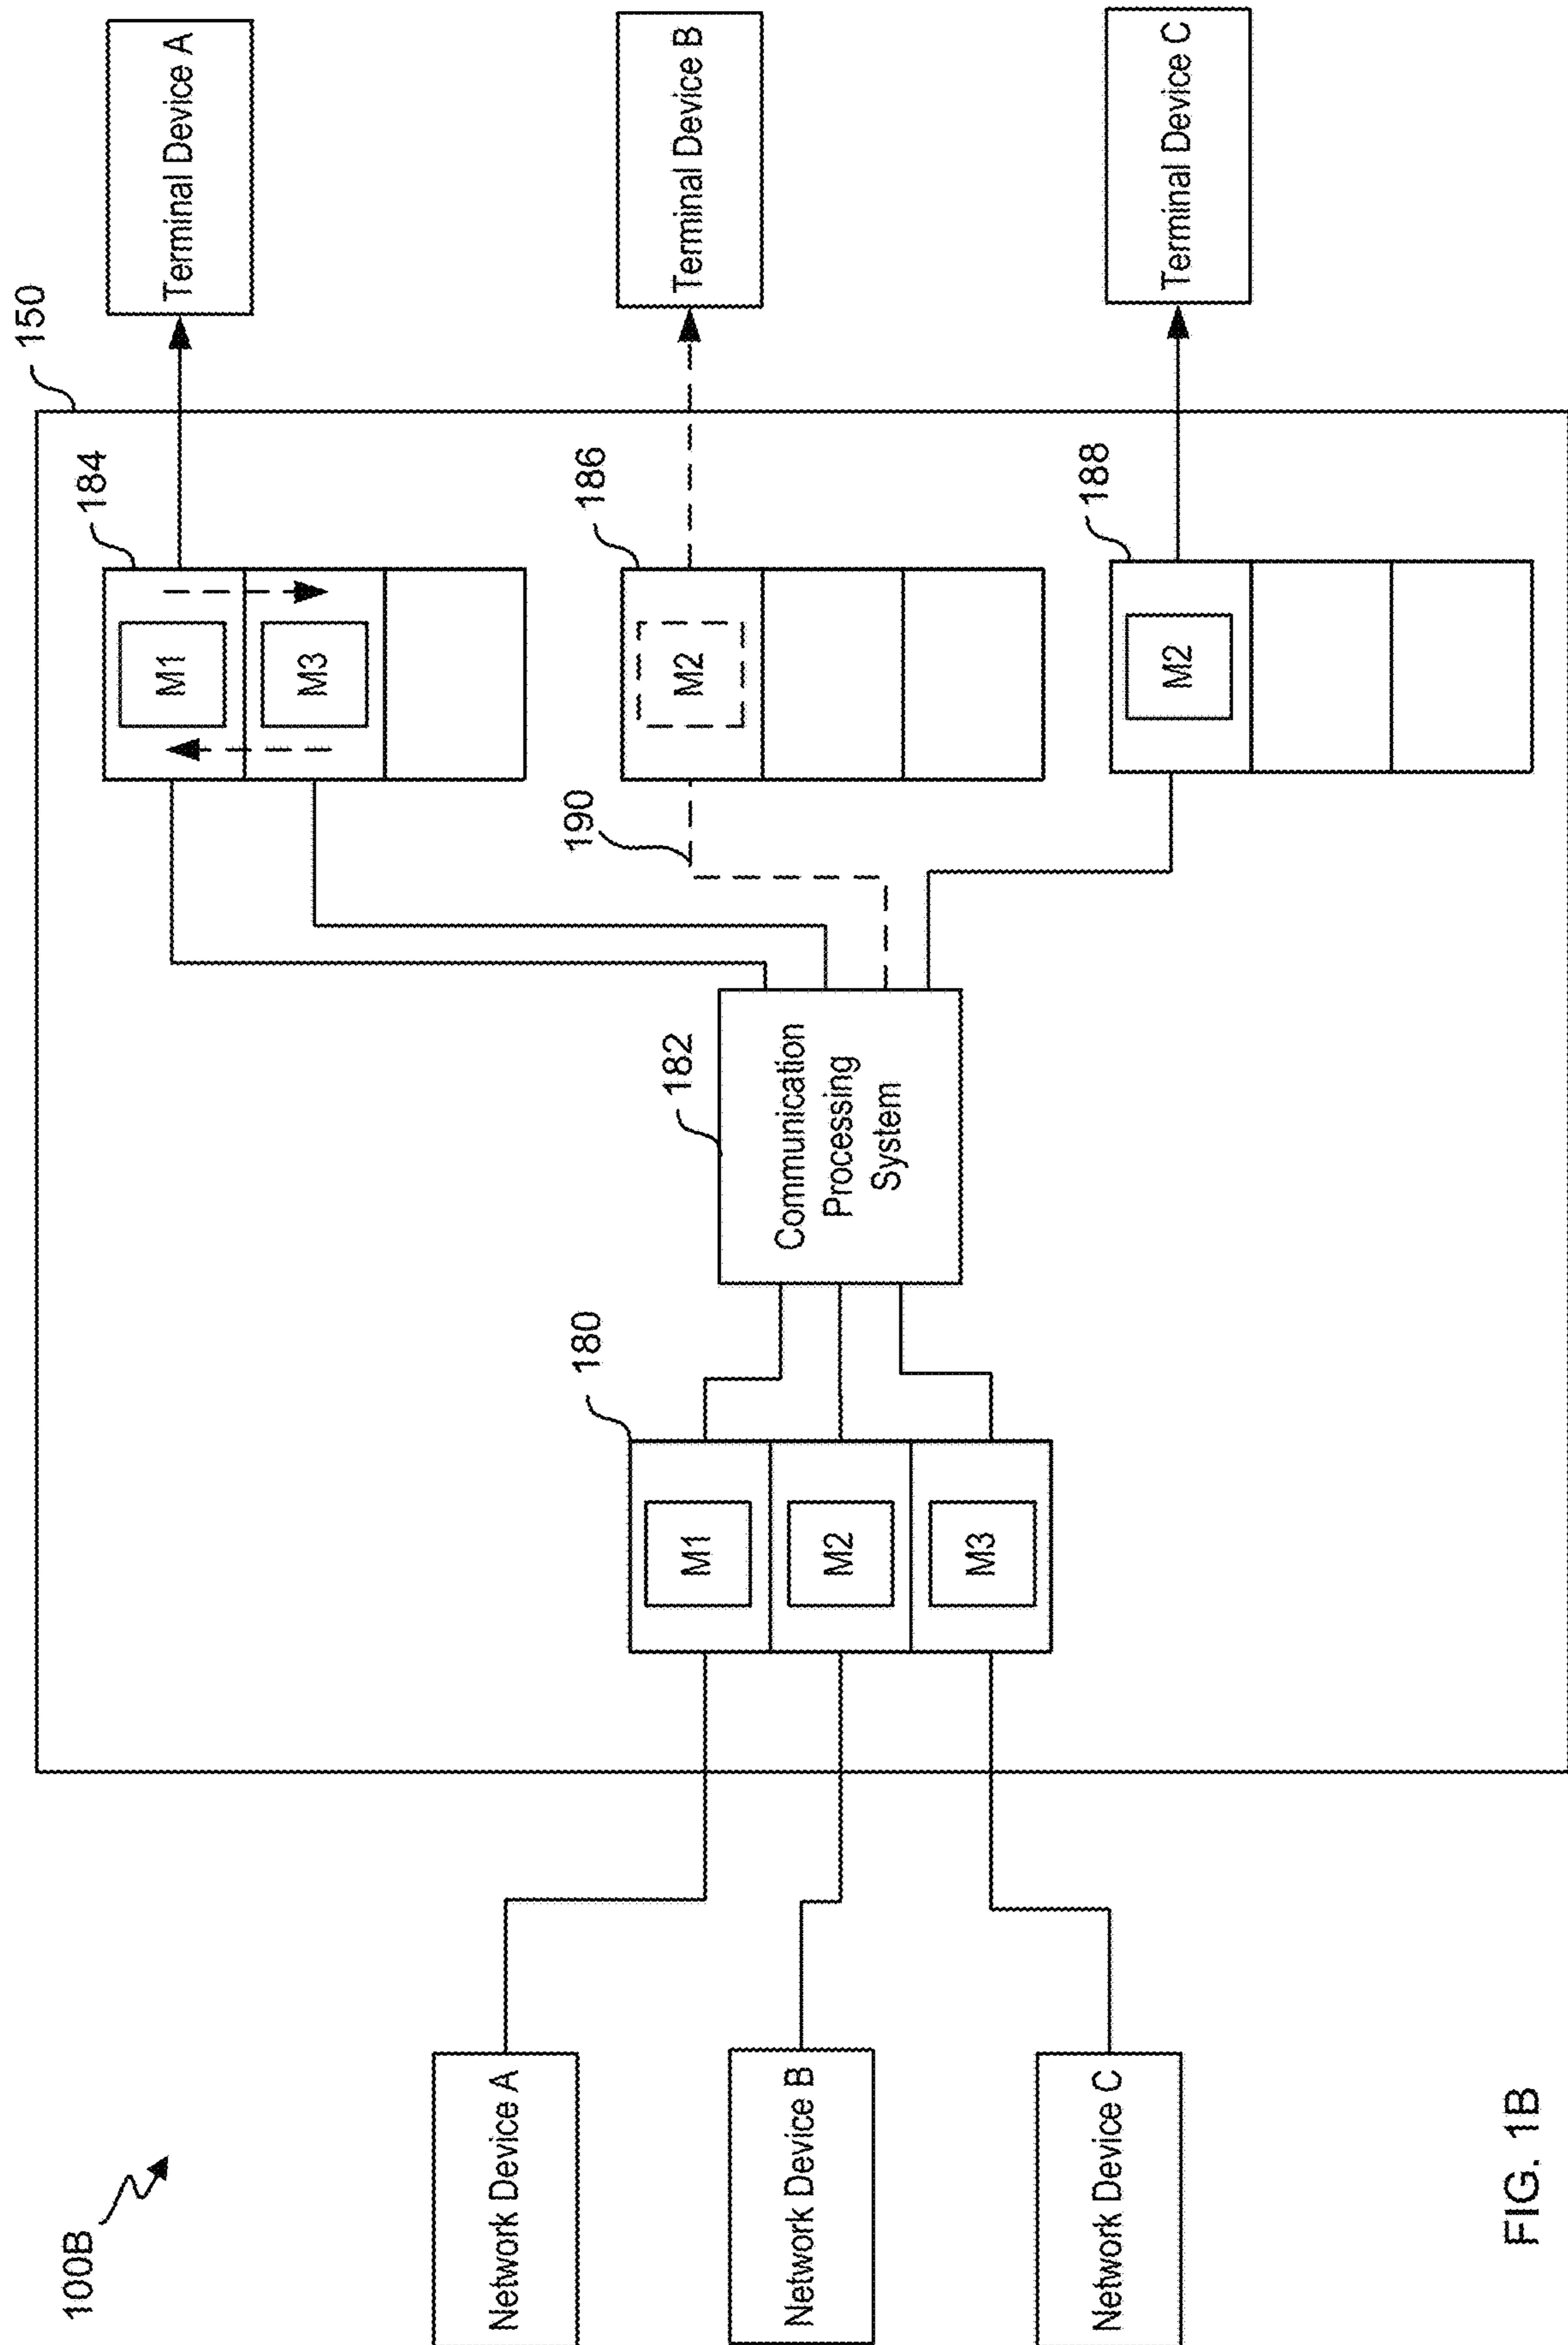 100B
150
Network Device A
Network Device B
Network Device C
180
M1
M2
M3
182
Communication
Processing
System
190
184
M1
M3
186
M2
188
M2
Terminal Device A
Terminal Device B
Terminal Device C
FIG. 1B